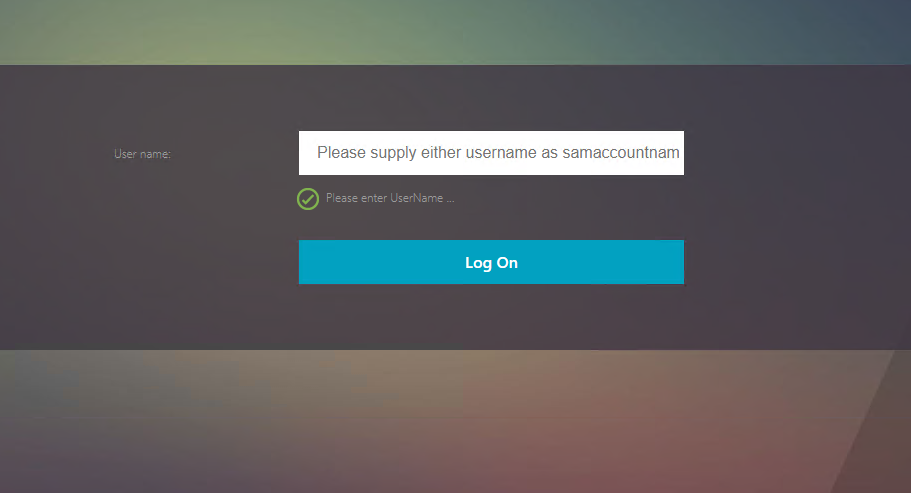 User name:
Please supply either username as samaccountnam
Please enter UserName ...
Log On